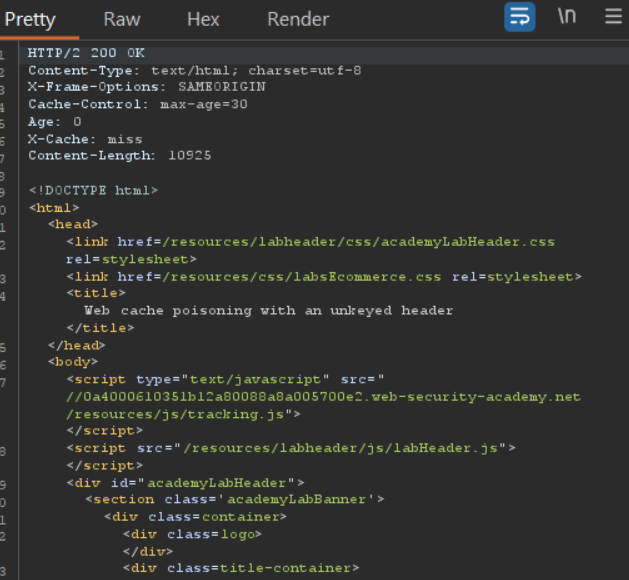 Pretty Raw Hex Render \n
1 HTTP/2 200 OK
2 Content-Type: text/html; charset=utf-8
3 X-Frame-Options: SAMEORIGIN
4 Cache-Control: max-age=30
5 Age: 0
6 X-Cache: miss
7 Content-Length: 10925
8
9 <!DOCTYPE html>
0 <html>
1 <head>
2 <link href=/resources/labheader/css/academyLabHeader.css
rel=stylesheet>
3 <link href=/resources/css/labsEcommerce.css rel=stylesheet>
4 <title>
Web cache poisoning with an unkeyed header
</title>
5 </head>
6 <body>
7 <script type="text/javascript" src="
//0a4000610351b12a80088a8a005700e2.web-security-academy.net
/resources/js/tracking.js">
</script>
8 <script src="/resources/labheader/js/labHeader.js">
</script>
9 <div id="academyLabHeader">
0 <section class='academyLabBanner'>
1 <div class=container>
2 <div class=logo>
</div>
3 <div class=title-container>